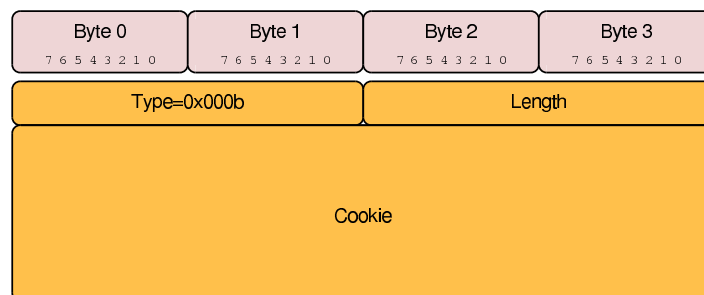 Byte 0 Byte 1 Byte 2 Byte 3
7 6 5 4 3 2 1 0 7 6 5 4 3 2 1 0 7 6 5 4 3 2 1 0 7 6 5 4 3 2 1 0
Type=0x000b Length
Cookie